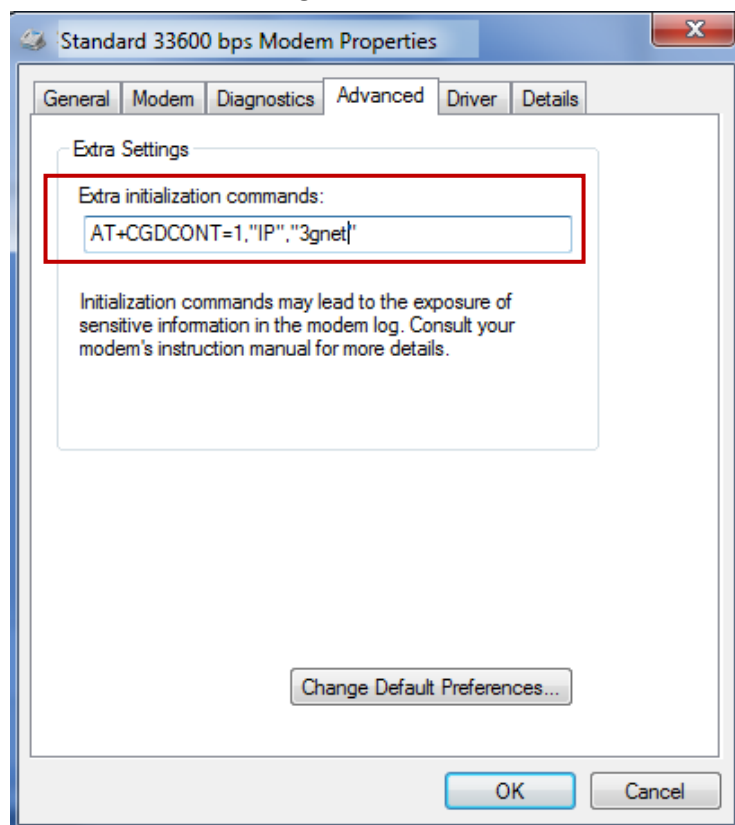 Standard 33600 bps Modem Properties
X
General Modem Diagnostics Advanced Driver Details
Extra Settings
Extra initialization commands:
AT+CGDCONT=1,"IP","3gnet"
Initialization commands may lead to the exposure of
sensitive information in the modem log. Consult your
modem's instruction manual for more details.
Change Default Preferences...
OK Cancel